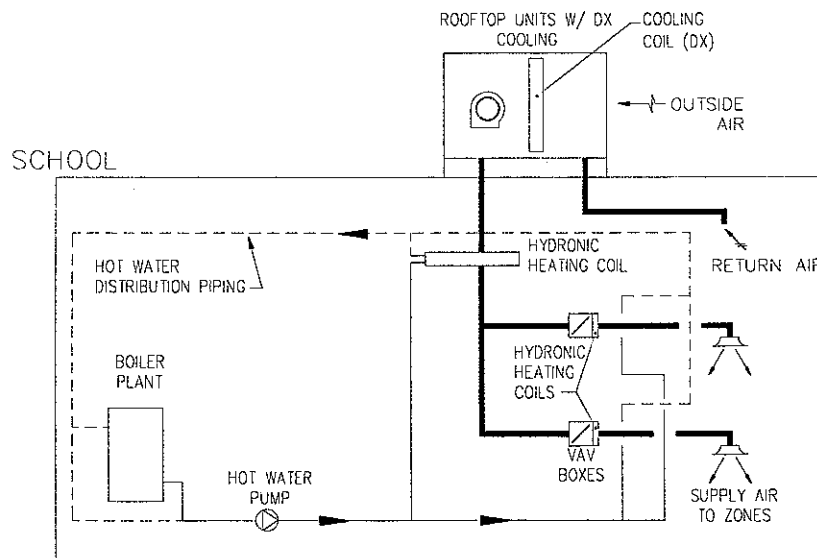 ROOFTOP UNITS W/ DX
COOLING
COOLING
COIL (DX)
OUTSIDE
AIR
SCHOOL
HOT WATER
DISTRIBUTION PIPING
HYDRONIC
HEATING COIL
RETURN AIR
BOILER
PLANT
HYDRONIC
HEATING
COILS
HOT WATER
PUMP
VAV
BOXES
SUPPLY AIR
TO ZONES